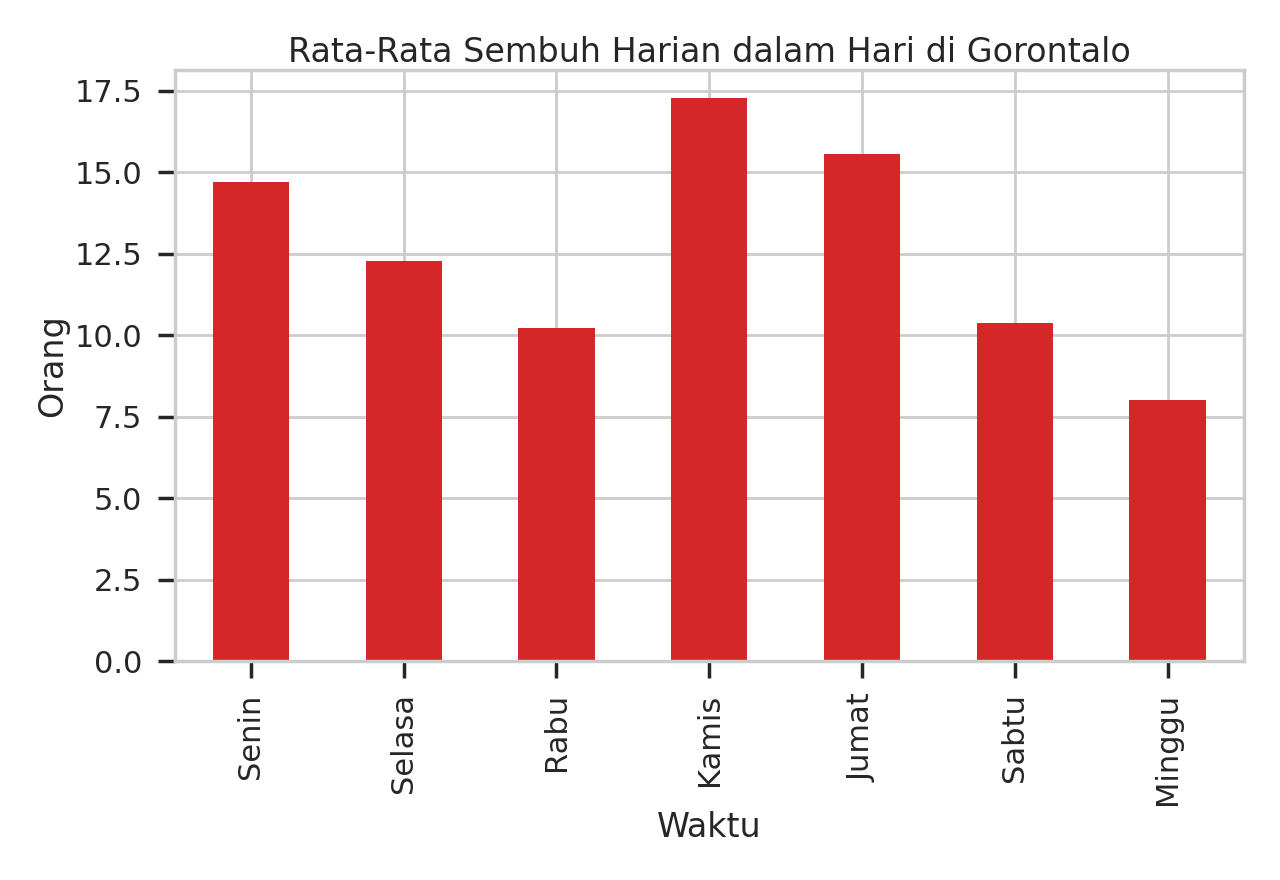 Rata-Rata Sembuh Harian dalam Hari di Gorontalo
17.5
15.0
12.5
10.0
7.5
5.0
2.5
0.0
Orang
Senin
Selasa
Rabu
Kamis
Jumat
Sabtu
Minggu
Waktu